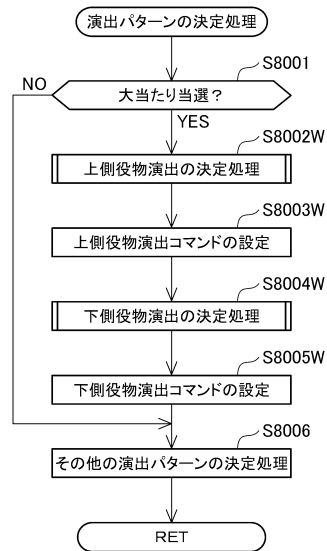 演出パターンの決定処理
S8001
NO
大当たり当選?
YES
S8002W
上側役物演出の決定処理
S8003W
上側役物演出コマンドの設定
S8004W
下側役物演出の決定処理
S8005W
下側役物演出コマンドの設定
S8006
その他の演出パターンの決定処理
RET